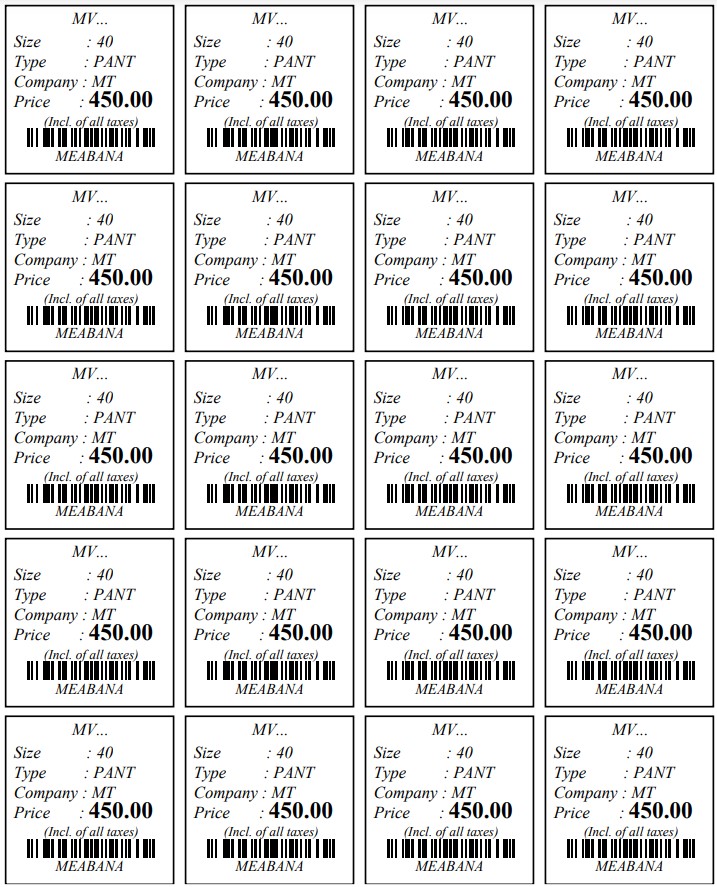 MV... MV... MV... MV...
Size : 40 Size : 40 Size : 40 Size : 40
Type : PANT Type : PANT Type : PANT Type : PANT
Company : MT Company : MT Company : MT Company : MT
Price : 450.00 Price : 450.00 Price : 450.00 Price : 450.00
(Incl. of all taxes) (Incl. of all taxes) (Incl. of all taxes) (Incl. of all taxes)
MEABANA MEABANA MEABANA MEABANA
MV... MV... MV... MV...
Size : 40 Size : 40 Size : 40 Size : 40
Type : PANT Type : PANT Type : PANT Type : PANT
Company : MT Company : MT Company : MT Company : MT
Price : 450.00 Price : 450.00 Price : 450.00 Price : 450.00
(Incl. of all taxes) (Incl. of all taxes) (Incl. of all taxes) (Incl. of all taxes)
MEABANA MEABANA MEABANA MEABANA
MV... MV... MV... MV...
Size : 40 Size : 40 Size : 40 Size : 40
Type : PANT Type : PANT Type : PANT Type : PANT
Company : MT Company : MT Company : MT Company : MT
Price : 450.00 Price : 450.00 Price : 450.00 Price : 450.00
(Incl. of all taxes) (Incl. of all taxes) (Incl. of all taxes) (Incl. of all taxes)
MEABANA MEABANA MEABANA MEABANA
MV... MV... MV... MV...
Size : 40 Size : 40 Size : 40 Size : 40
Type : PANT Type : PANT Type : PANT Type : PANT
Company : MT Company : MT Company : MT Company : MT
Price : 450.00 Price : 450.00 Price : 450.00 Price : 450.00
(Incl. of all taxes) (Incl. of all taxes) (Incl. of all taxes) (Incl. of all taxes)
MEABANA MEABANA MEABANA MEABANA
MV... MV... MV... MV...
Size : 40 Size : 40 Size : 40 Size : 40
Type : PANT Type : PANT Type : PANT Type : PANT
Company : MT Company : MT Company : MT Company : MT
Price : 450.00 Price : 450.00 Price : 450.00 Price : 450.00
(Incl. of all taxes) (Incl. of all taxes) (Incl. of all taxes) (Incl. of all taxes)
MEABANA MEABANA MEABANA MEABANA